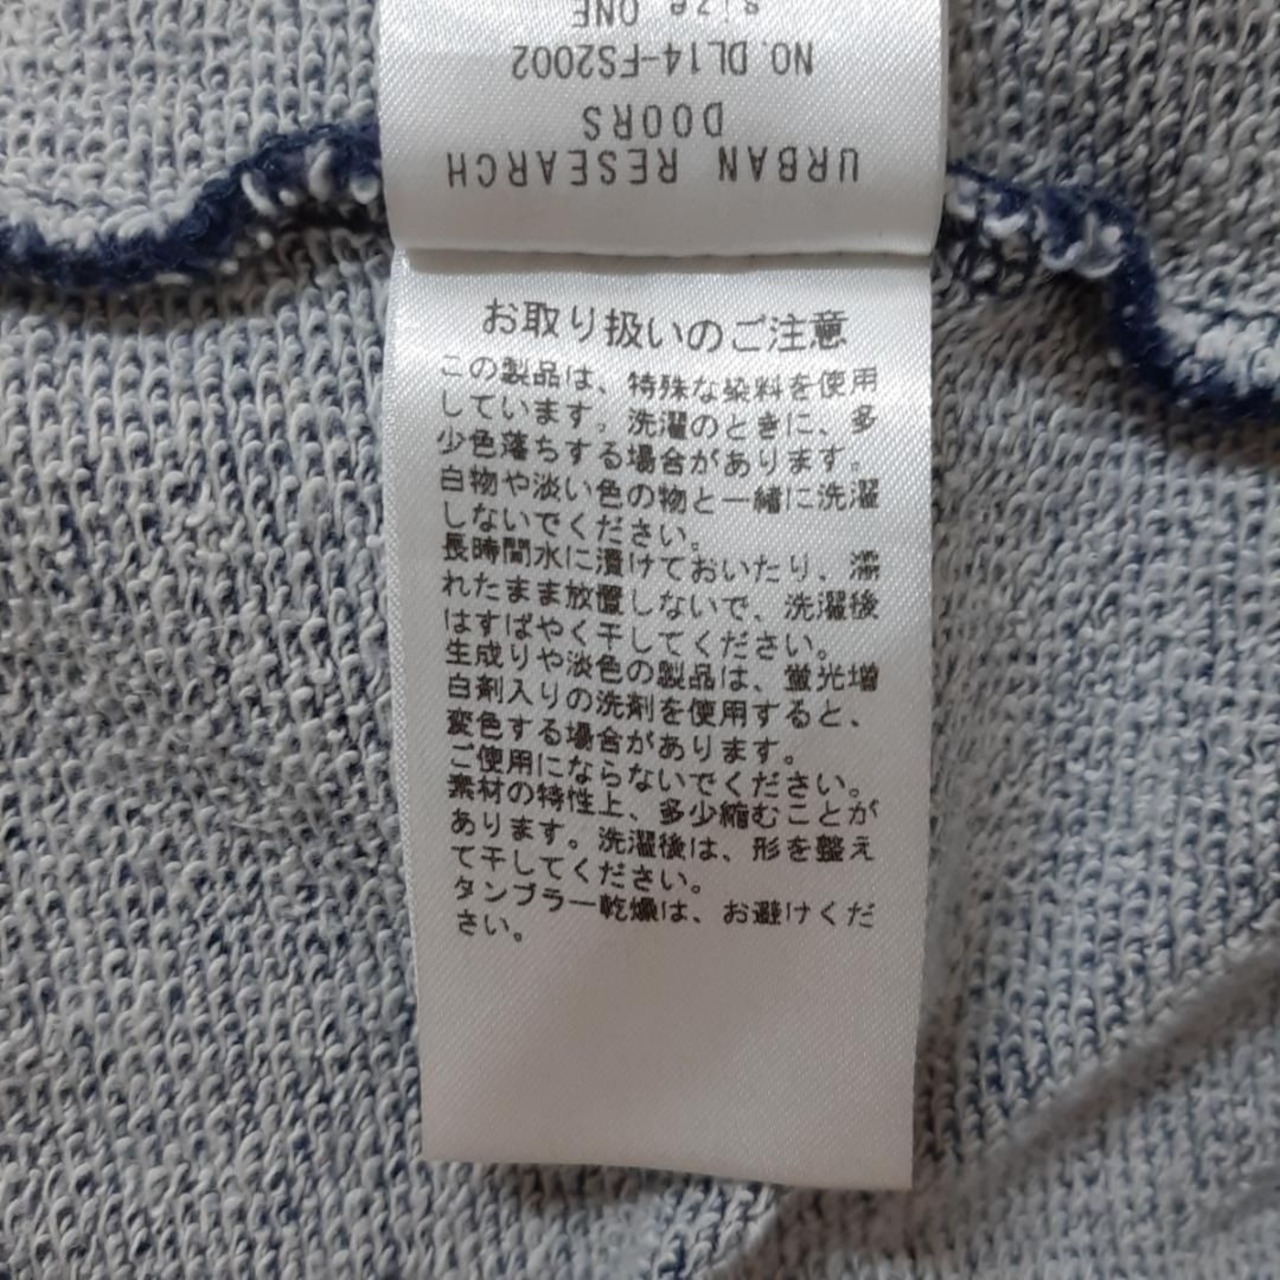 URBAN RESEARCH
DOORS
NO. DL14-FS2002
size ONE
お取り扱いのご注意
この製品は、特殊な染料を使用
しています。洗濯のときに、多
少色落ちする場合があります。
白物や淡い色の物と一緒に洗濯
しないでください。
長時間水に漬けておいたり、濡
れたまま放置しないで、洗濯後
はすばやく干してください。
生成りや淡色の製品は、蛍光増
白剤入りの洗剤を使用すると、
変色する場合があります。
ご使用にならないでください。
素材の特性上、多少縮むことが
あります。洗濯後は、形を整え
て干してください。
タンブラー乾燥は、お避けくだ
さい。